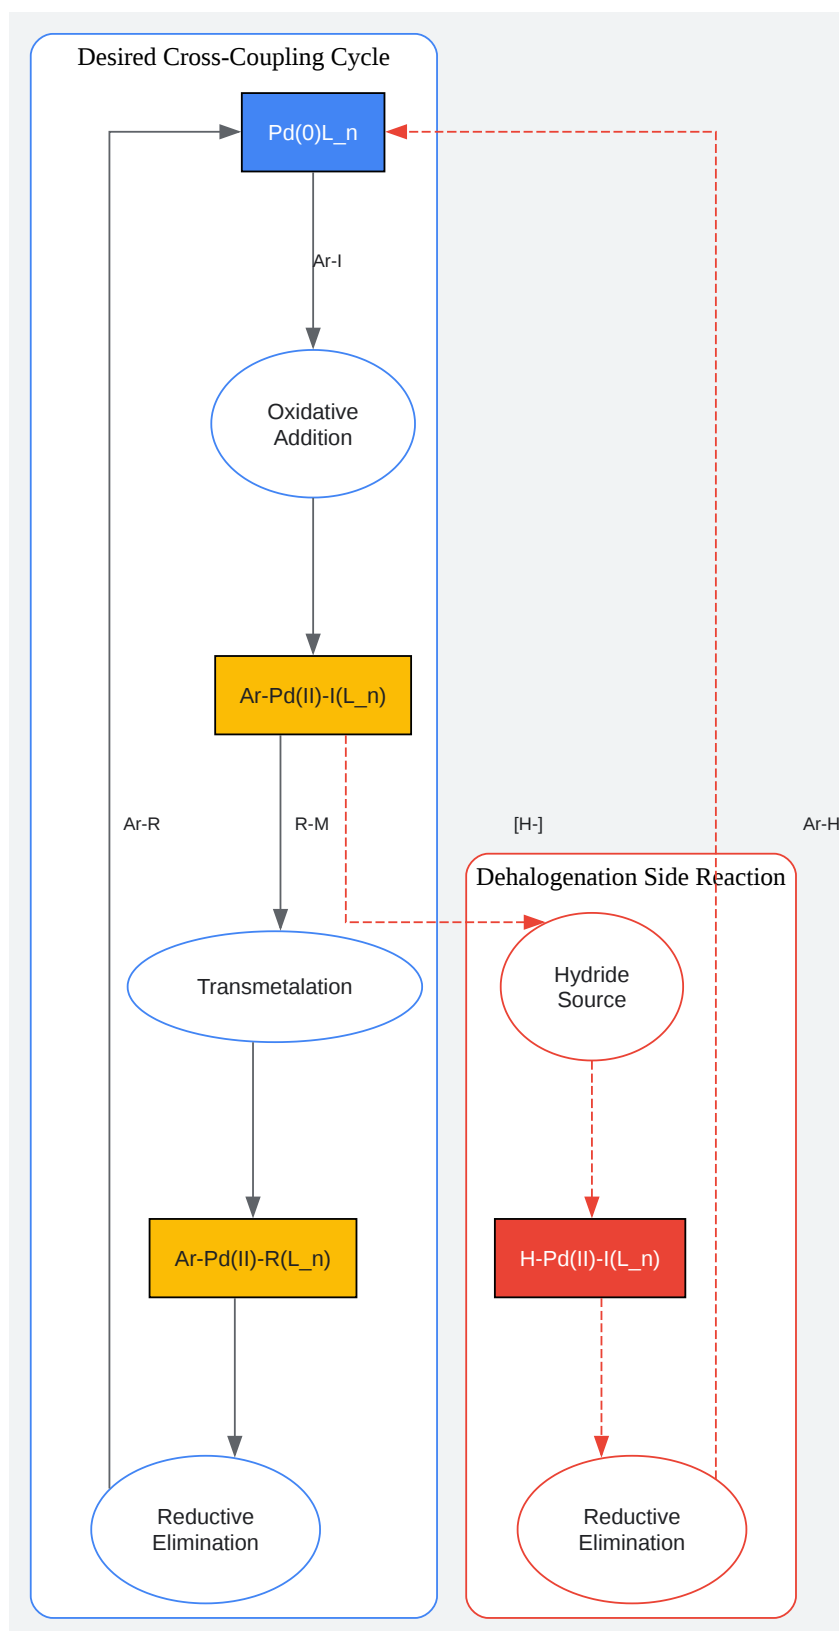 Desired Cross-Coupling Cycle
Pd(0)L_n
Ar-I
Oxidative
Addition
Ar-Pd(II)-I(L_n)
Ar-R
R-M
[H-]
Ar-H
Dehalogenation Side Reaction
Transmetalation
Hydride
Source
Ar-Pd(II)-R(L_n)
H-Pd(II)-I(L_n)
Reductive
Elimination
Reductive
Elimination